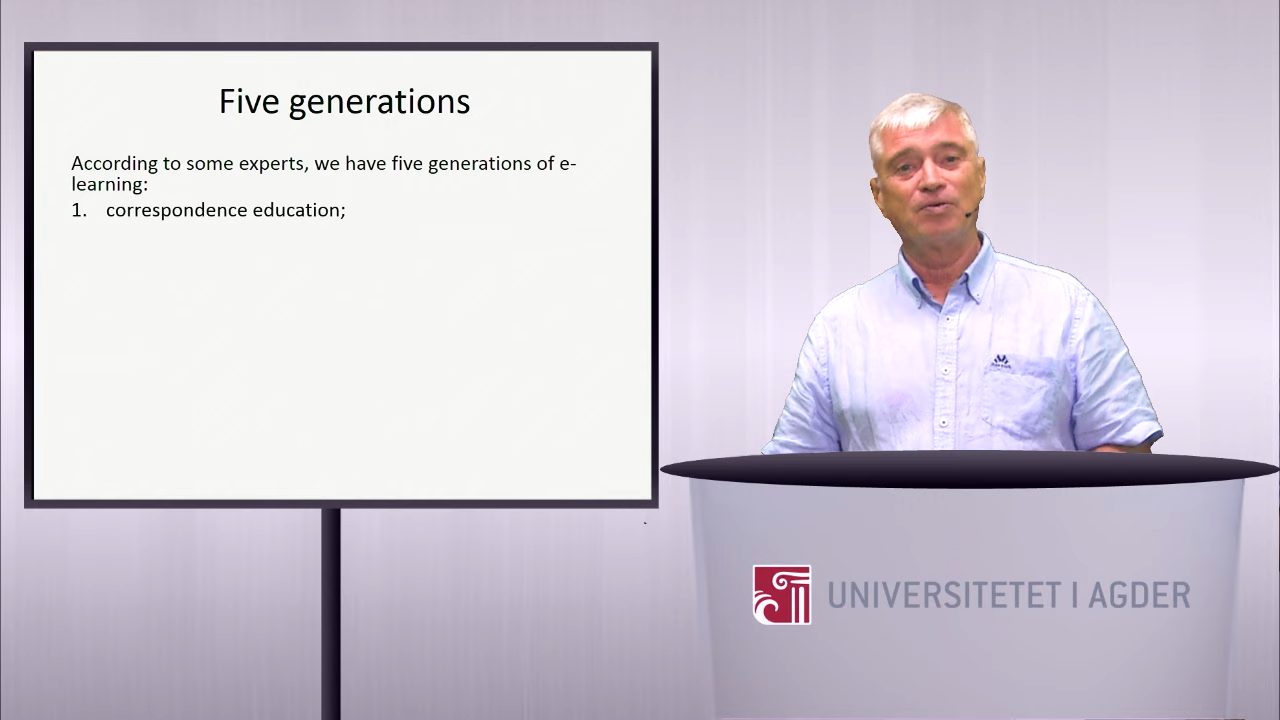 Five generations
According to some experts, we have five generations of e-
learning:
1. correspondence education;
UNIVERSITETET I AGDER